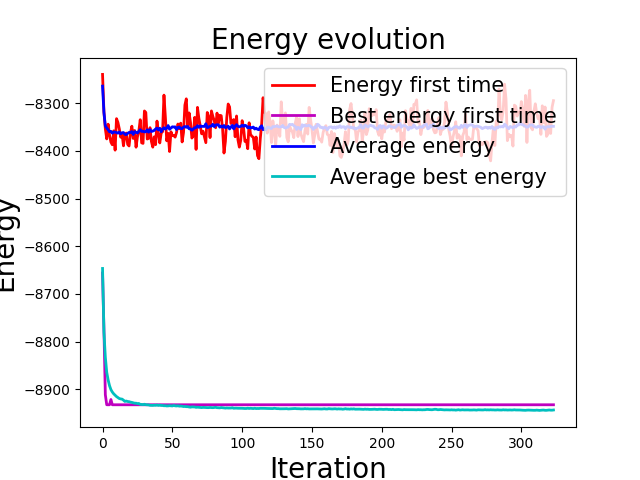 Energy evolution
Energy first time
Best energy first time
Average energy
Average best energy
−8300
−8400
−8500
−8600
−8700
−8800
−8900
Energy
0
50
100
150
200
250
300
Iteration